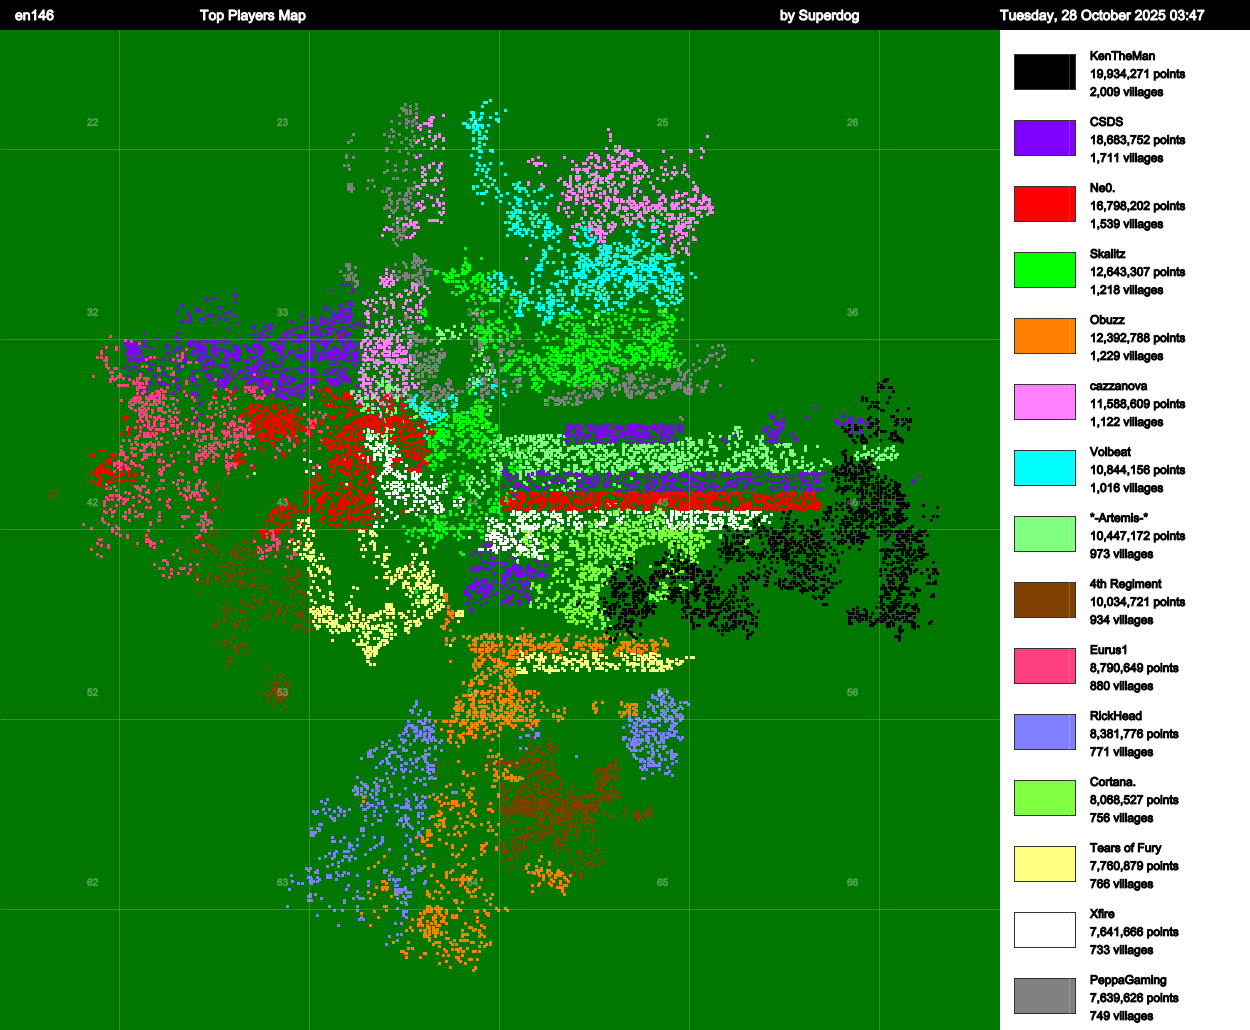 en146 Top Players Map by Superdog Tuesday, 28 October 2025 03:47
KenTheMan
19,934,271 points
2,009 villages
CSDS
18,683,752 points
1,711 villages
Ne0.
16,798,202 points
1,539 villages
Skalitz
12,643,307 points
1,218 villages
Obuzz
12,392,788 points
1,229 villages
cazzanova
11,588,609 points
1,122 villages
Volbeat
10,844,156 points
1,016 villages
*-Artemis-*
10,447,172 points
973 villages
4th Regiment
10,034,721 points
934 villages
Eurus1
8,790,649 points
880 villages
RickHead
8,381,776 points
771 villages
Cortana.
8,068,527 points
756 villages
Tears of Fury
7,760,879 points
766 villages
Xfire
7,641,666 points
733 villages
PeppaGaming
7,639,626 points
749 villages
22 23 25 26
32 33 36
42 43 45
52 53 56
62 63 64 65 66